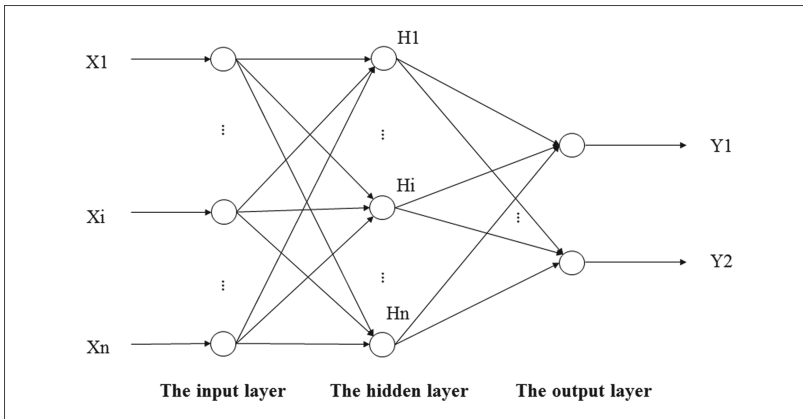 H1
X1
Y1
Hi
Xi
Y2
Hn
Xn
The input layer
The hidden layer
The output layer